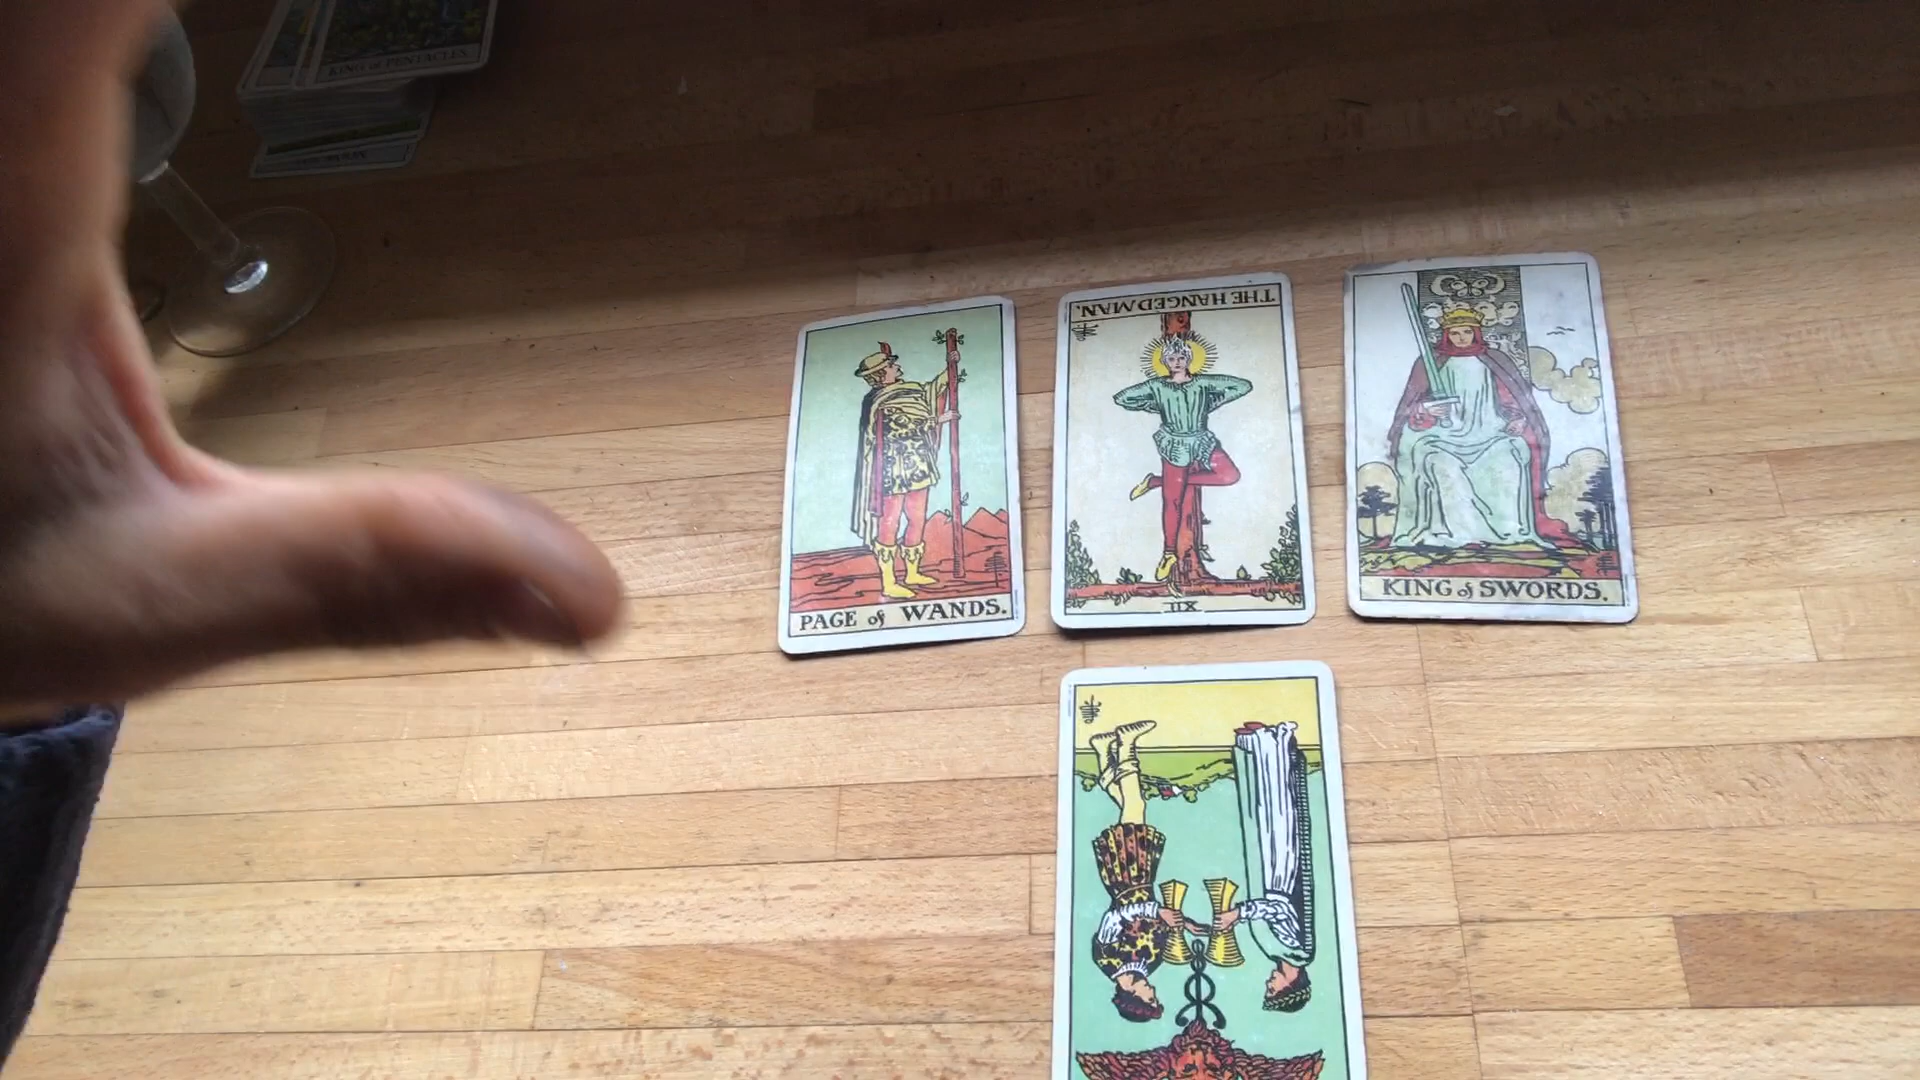 KING of PENTACLES.
THE HANGED MAN.
PAGE of WANDS.
XII
KING of SWORDS.